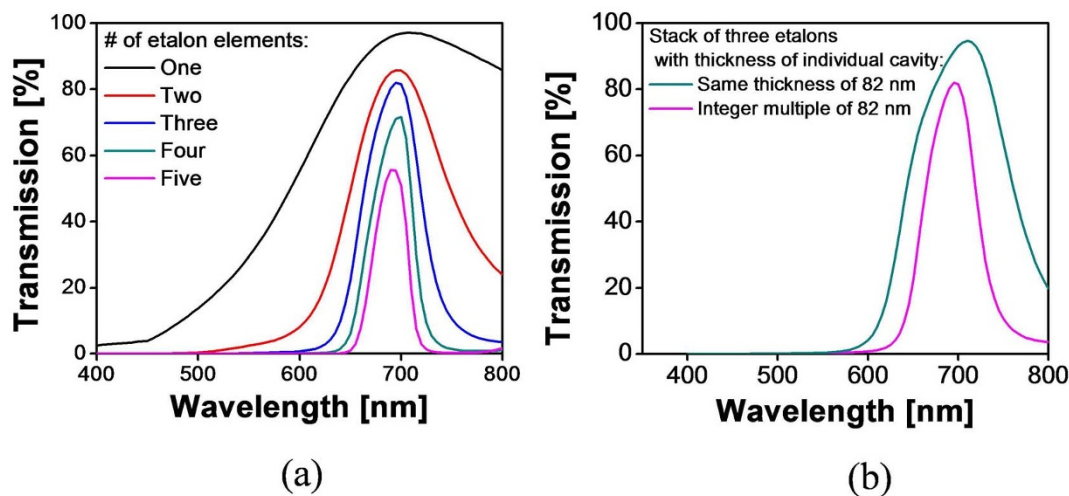 # of etalon elements:
One
Two
Three
Four
Five
Transmission [%]
100
80
60
40
20
0
400
500
600
700
800
Wavelength [nm]
(a)
Stack of three etalons
with thickness of individual cavity:
Same thickness of 82 nm
Integer multiple of 82 nm
Transmission [%]
100
80
60
40
20
0
400
500
600
700
800
Wavelength [nm]
(b)